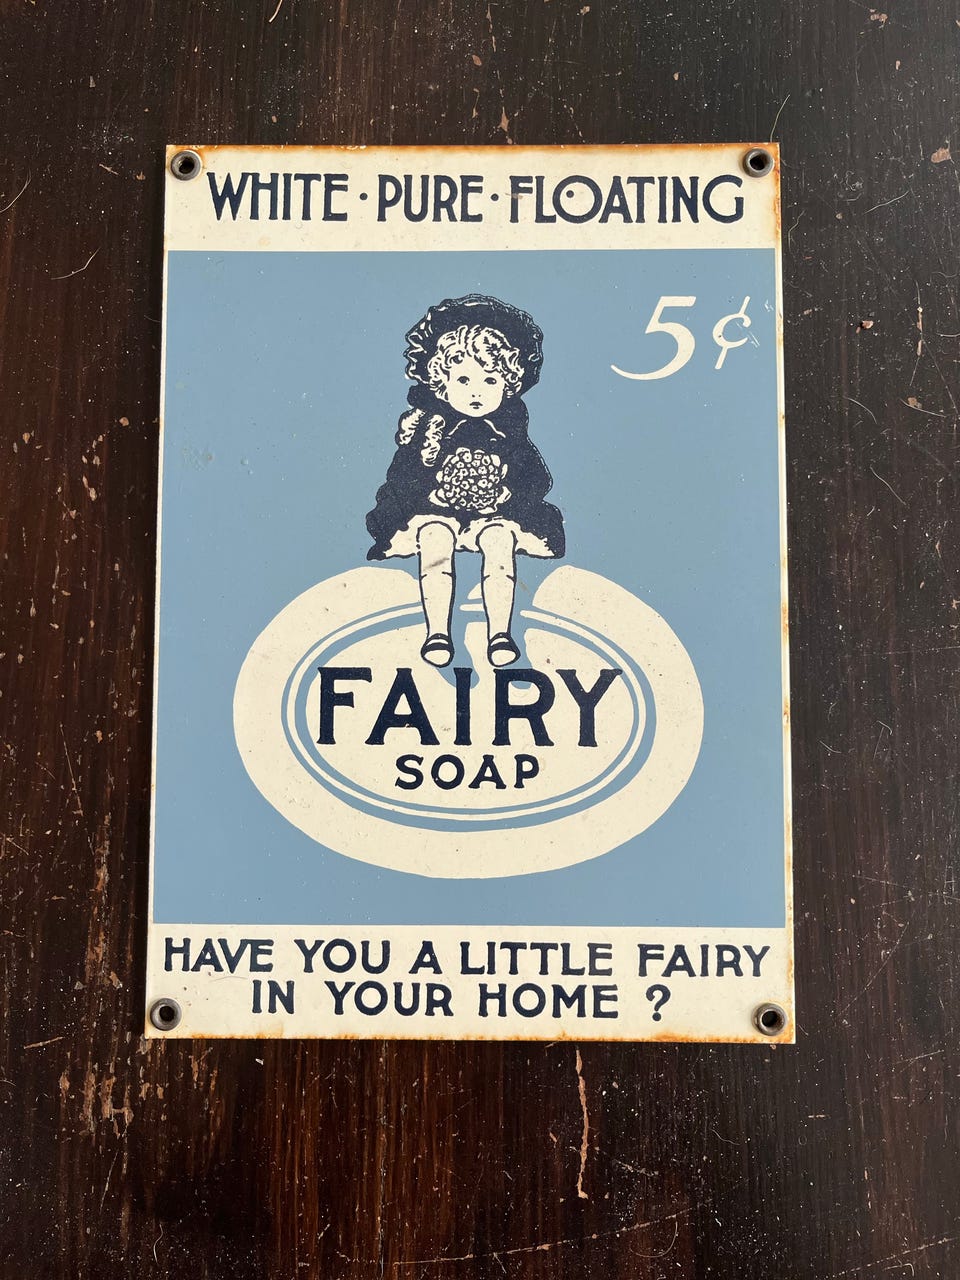 WHITE · PURE · FLOATING
5¢
FAIRY
SOAP
HAVE YOU A LITTLE FAIRY
IN YOUR HOME ?